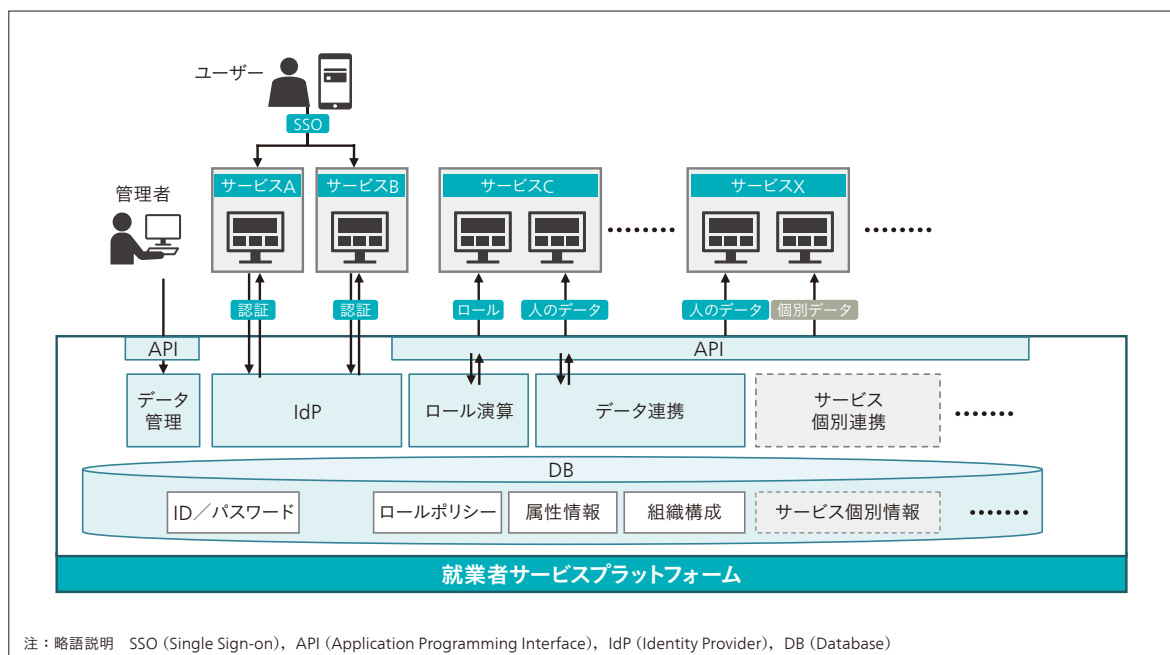 ユーザー
SSO
管理者
サービスA
サービスB
サービスC
サービスX
認証
認証
ロール
人のデータ
人のデータ
個別データ
API
API
データ
管理
IdP
ロール演算
データ連携
サービス
個別連携
DB
ID／パスワード
ロールポリシー
属性情報
組織構成
サービス個別情報
就業者サービスプラットフォーム
注：略語説明　SSO（Single Sign-on），API（Application Programming Interface），IdP（Identity Provider），DB（Database）